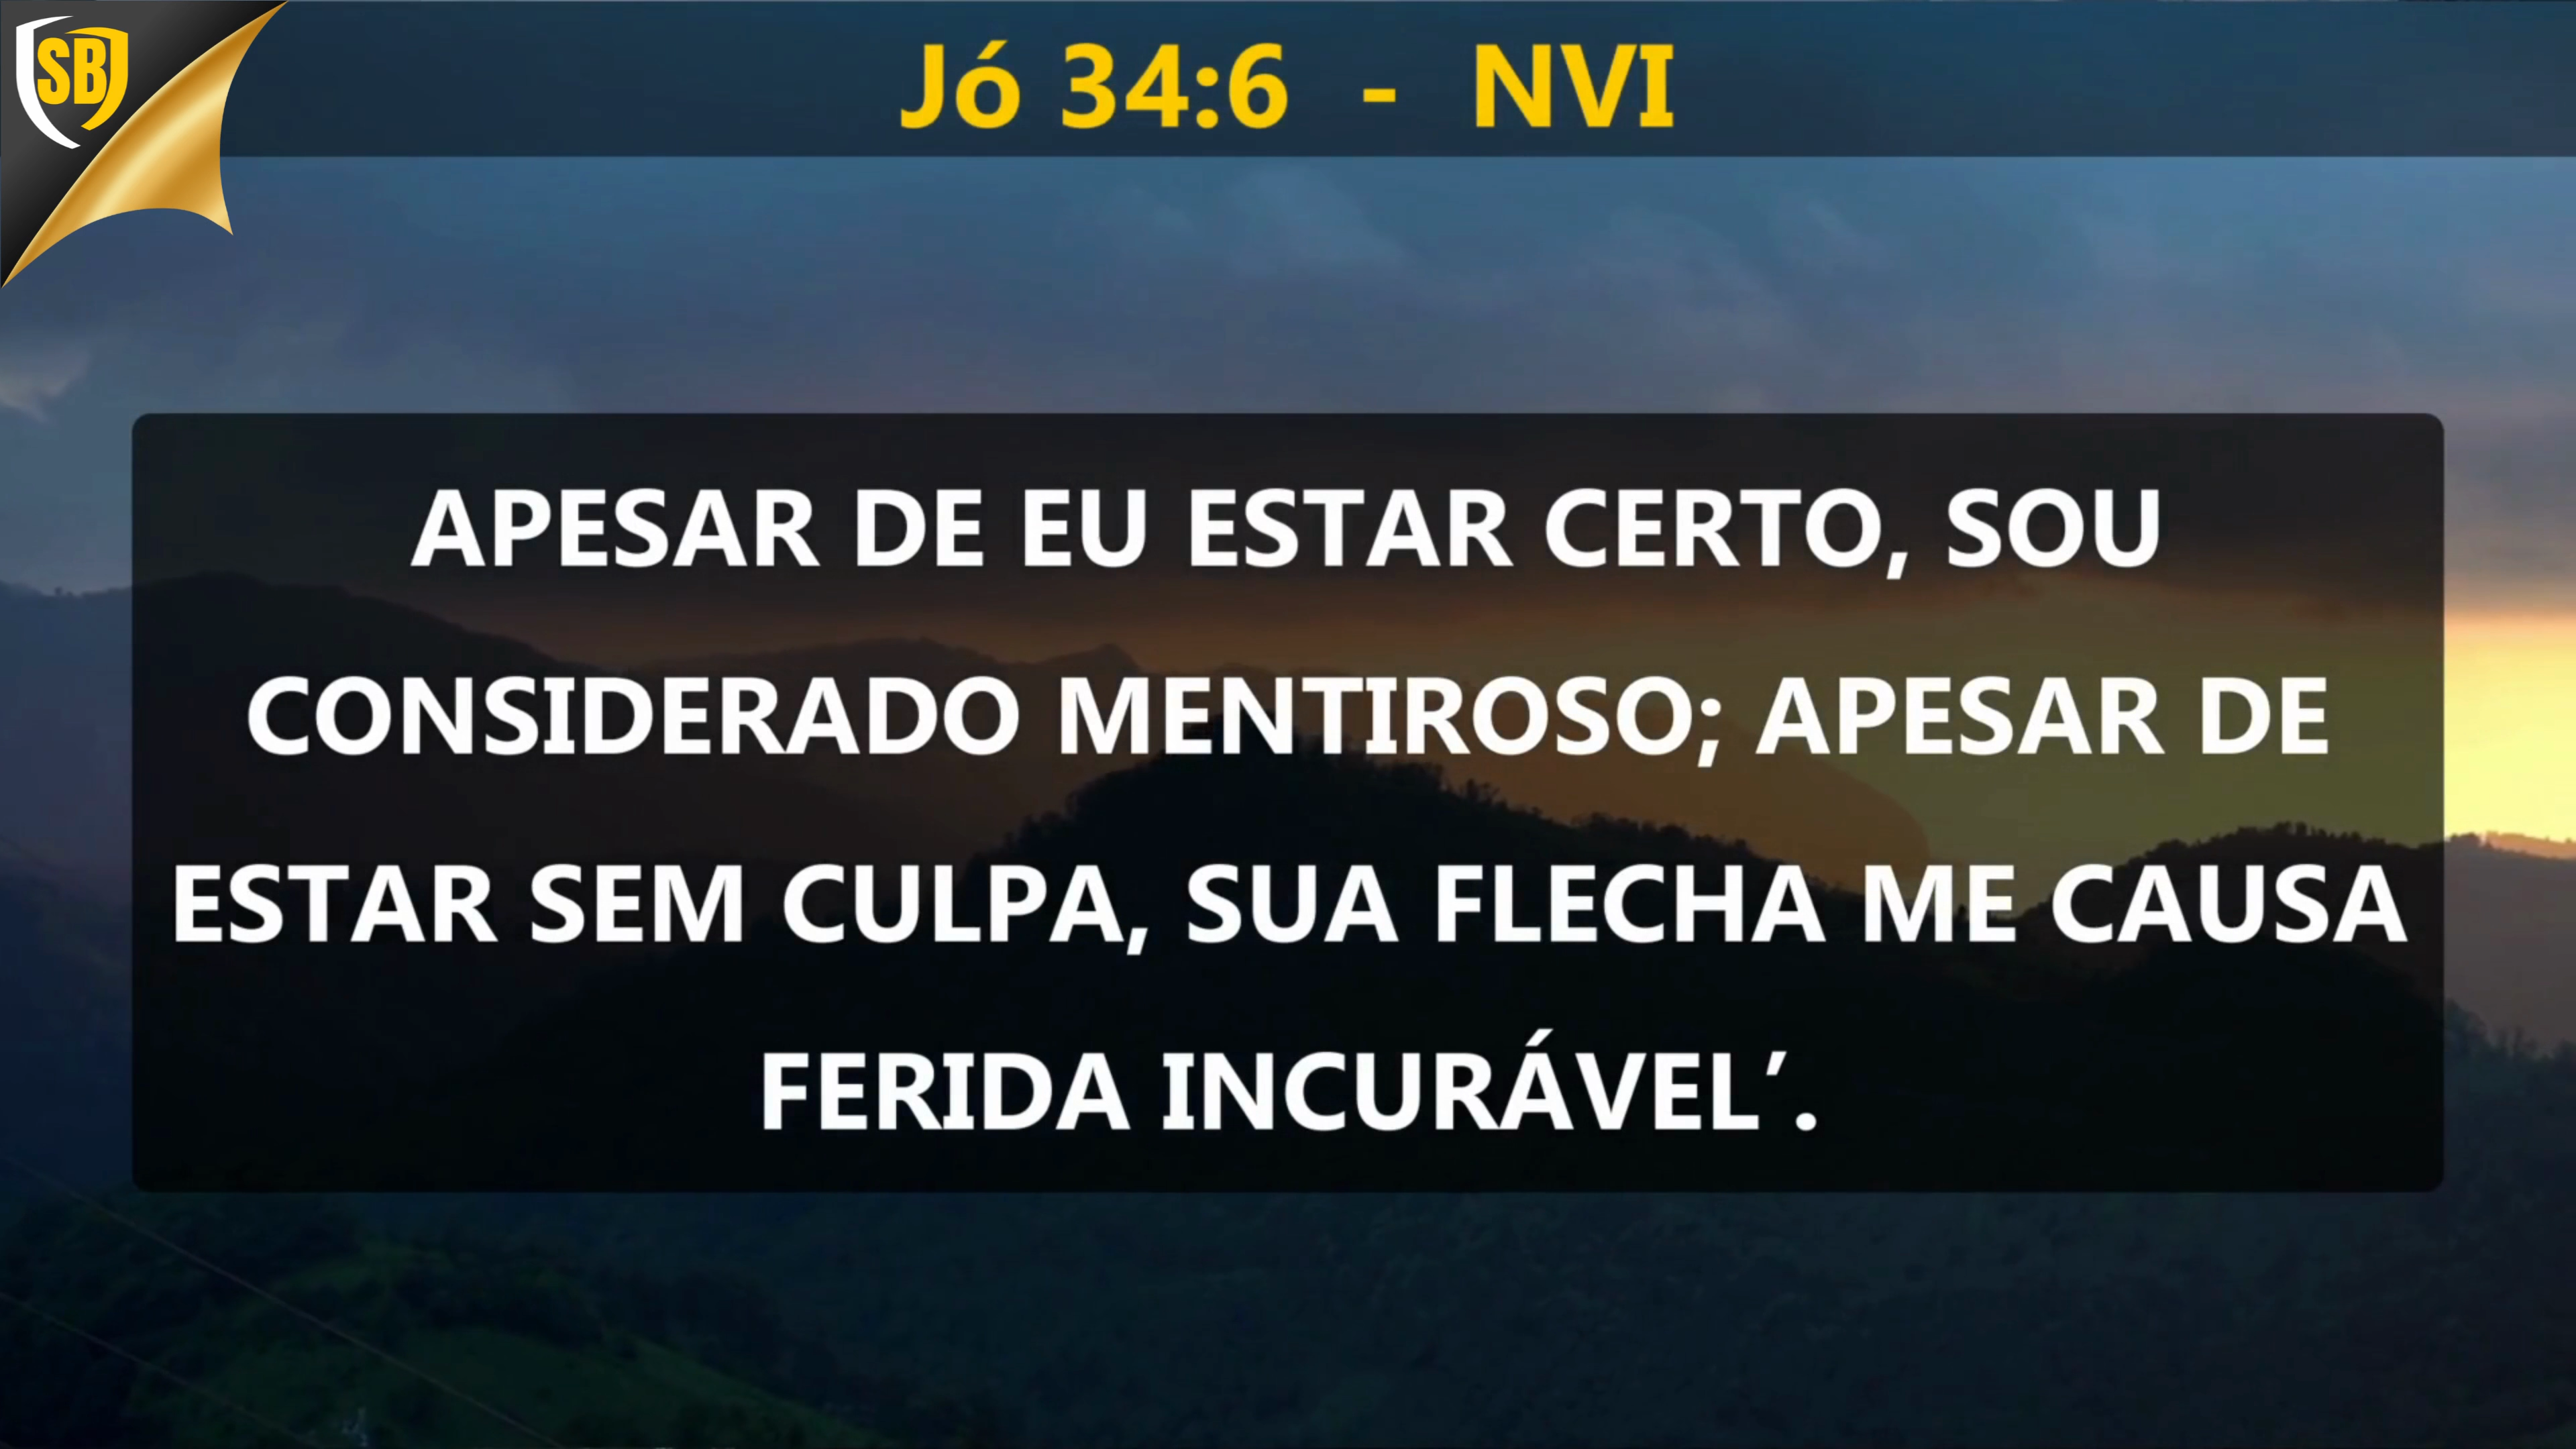 SB
Jó 34:6 - NVI
APESAR DE EU ESTAR CERTO, SOU
CONSIDERADO MENTIROSO; APESAR DE
ESTAR SEM CULPA, SUA FLECHA ME CAUSA
FERIDA INCURÁVEL’.